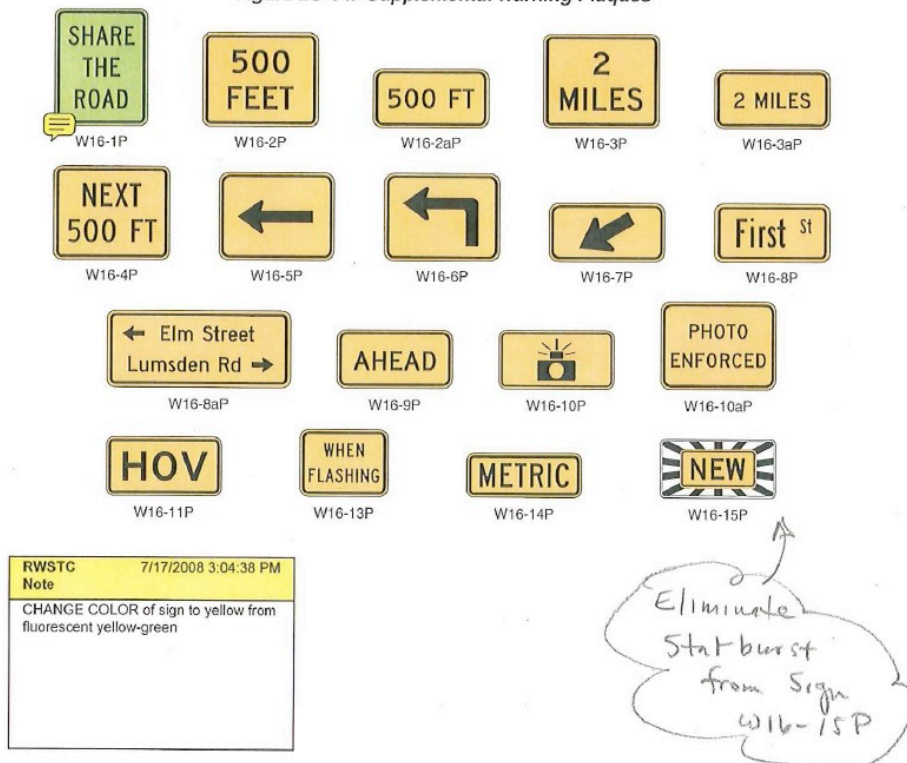 Figure Supplemental Warning Plaques
SHARE
THE
ROAD
W16-1P
500
FEET
W16-2P
500 FT
W16-2aP
2
MILES
W16-3P
2 MILES
W16-3aP
NEXT
500 FT
W16-4P
W16-5P
W16-6P
W16-7P
First St
W16-8P
← Elm Street
Lumsden Rd →
W16-8aP
AHEAD
W16-9P
W16-10P
PHOTO
ENFORCED
W16-10aP
HOV
W16-11P
WHEN
FLASHING
W16-13P
METRIC
W16-14P
NEW
W16-15P
RWSTC 7/17/2008 3:04:38 PM
Note
CHANGE COLOR of sign to yellow from
fluorescent yellow-green
Eliminate
Starburst
from Sign
W16-15P